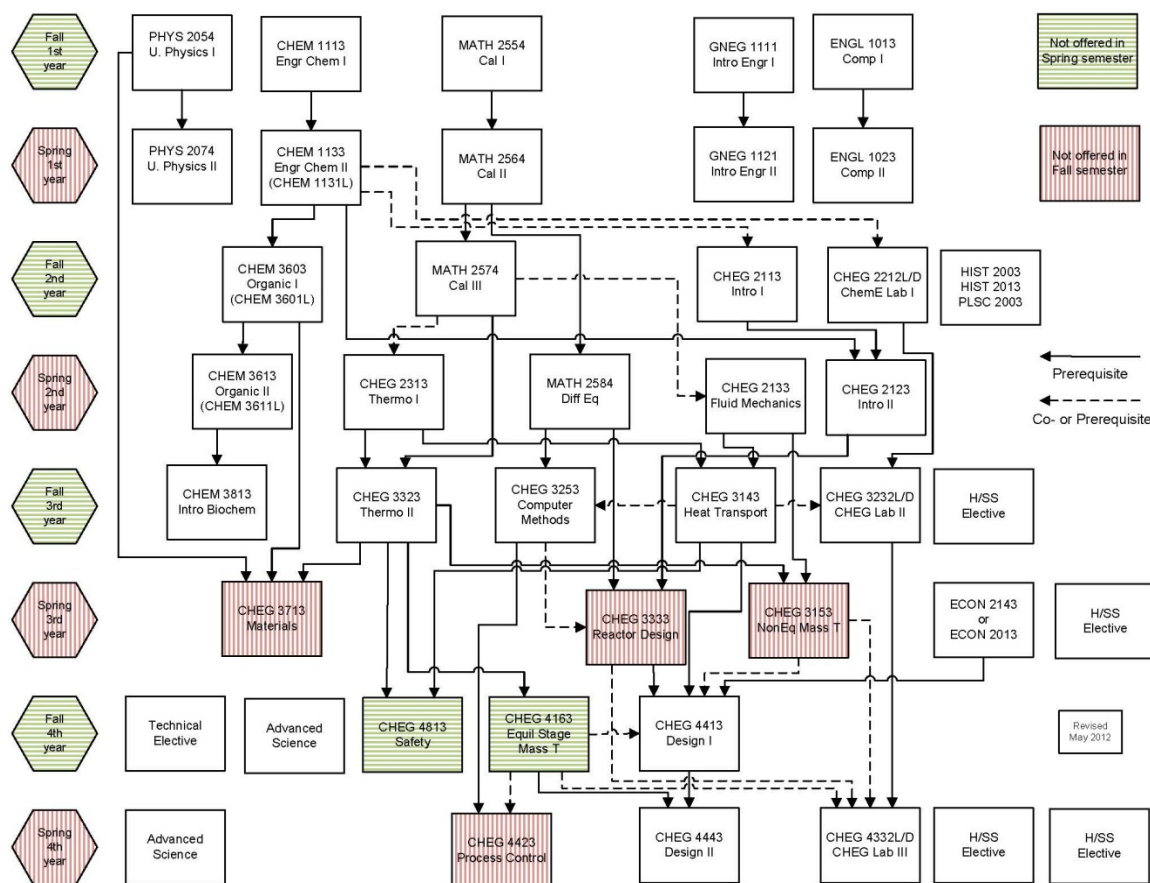 Fall
1st
year
PHYS 2054
U. Physics I
CHEM 1113
Engr Chem I
MATH 2554
Cal I
GNEG 1111
Intro Engr I
ENGL 1013
Comp I
Not offered in
Spring semester
Spring
1st
year
PHYS 2074
U. Physics II
CHEM 1133
Engr Chem II
(CHEM 1131L)
MATH 2564
Cal II
GNEG 1121
Intro Engr II
ENGL 1023
Comp II
Not offered in
Fall semester
Fall
2nd
year
CHEM 3603
Organic I
(CHEM 3601L)
MATH 2574
Cal III
CHEG 2113
Intro I
CHEG 2212L/D
ChemE Lab I
HIST 2003
HIST 2013
PLSC 2003
Spring
2nd
year
CHEM 3613
Organic II
(CHEM 3611L)
CHEG 2313
Thermo I
MATH 2584
Diff Eq
CHEG 2133
Fluid Mechanics
CHEG 2123
Intro II
Prerequisite
Co- or Prerequisite
Fall
3rd
year
CHEM 3813
Intro Biochem
CHEG 3323
Thermo II
CHEG 3253
Computer
Methods
CHEG 3143
Heat Transport
CHEG 3232L/D
CHEG Lab II
H/SS
Elective
Spring
3rd
year
CHEG 3713
Materials
CHEG 3333
Reactor Design
CHEG 3153
NonEq Mass T
ECON 2143
or
ECON 2013
H/SS
Elective
Fall
4th
year
Technical
Elective
Advanced
Science
CHEG 4813
Safety
CHEG 4163
Equil Stage
Mass T
CHEG 4413
Design I
Revised
May 2012
Spring
4th
year
Advanced
Science
CHEG 4423
Process Control
CHEG 4443
Design II
CHEG 4332L/D
CHEG Lab III
H/SS
Elective
H/SS
Elective